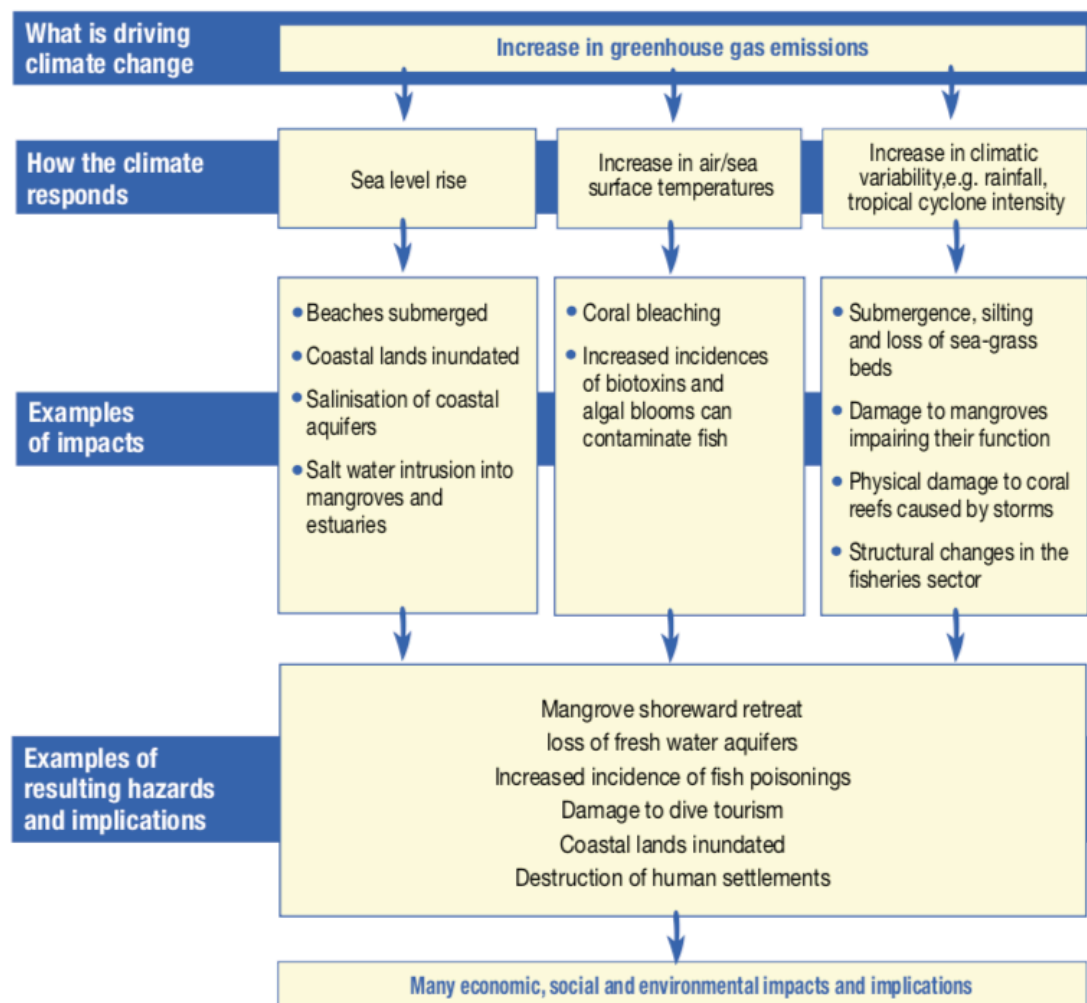 What is driving
climate change
Increase in greenhouse gas emissions
How the climate
responds
Sea level rise
Increase in air/sea
surface temperatures
Increase in climatic
variability,e.g. rainfall,
tropical cyclone intensity
Examples
of impacts
• Beaches submerged
• Coastal lands inundated
• Salinisation of coastal
aquifers
• Salt water intrusion into
mangroves and
estuaries
• Coral bleaching
• Increased incidences
of biotoxins and
algal blooms can
contaminate fish
• Submergence, silting
and loss of sea-grass
beds
• Damage to mangroves
impairing their function
• Physical damage to coral
reefs caused by storms
• Structural changes in the
fisheries sector
Examples of
resulting hazards
and implications
Mangrove shoreward retreat
loss of fresh water aquifers
Increased incidence of fish poisonings
Damage to dive tourism
Coastal lands inundated
Destruction of human settlements
Many economic, social and environmental impacts and implications